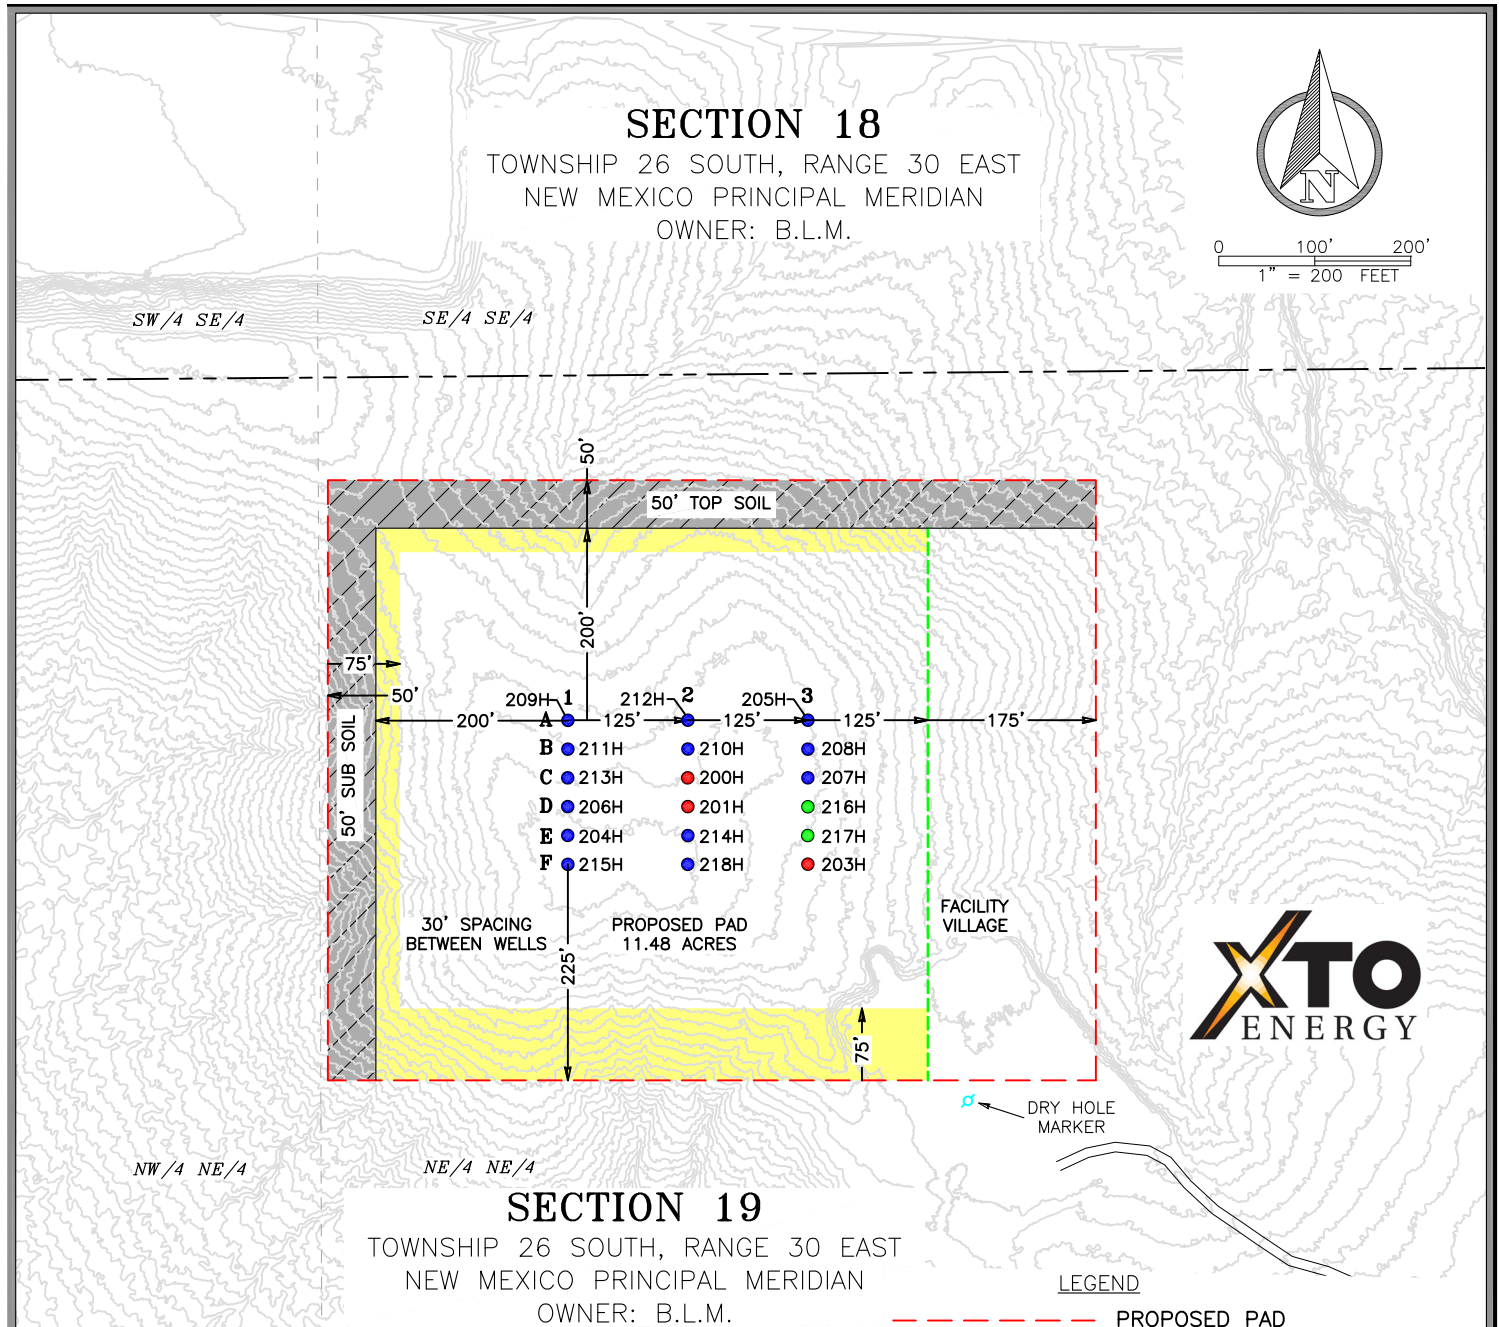 SECTION 18
TOWNSHIP 26 SOUTH, RANGE 30 EAST
NEW MEXICO PRINCIPAL MERIDIAN
OWNER: B.L.M.
N
0 100' 200'
1" = 200 FEET
SW/4 SE/4
SE/4 SE/4
50'
50' TOP SOIL
200'
75'
50'
50' SUB SOIL
209H 1
212H 2
205H 3
200' A 125' 125' 125' 175'
B 211H 210H 208H
C 213H 200H 207H
D 206H 201H 216H
E 204H 214H 217H
F 215H 218H 203H
30' SPACING
BETWEEN WELLS
PROPOSED PAD
11.48 ACRES
FACILITY
VILLAGE
225'
75'
XTO
ENERGY
DRY HOLE
MARKER
NW/4 NE/4
NE/4 NE/4
SECTION 19
TOWNSHIP 26 SOUTH, RANGE 30 EAST
NEW MEXICO PRINCIPAL MERIDIAN
OWNER: B.L.M.
LEGEND
PROPOSED PAD